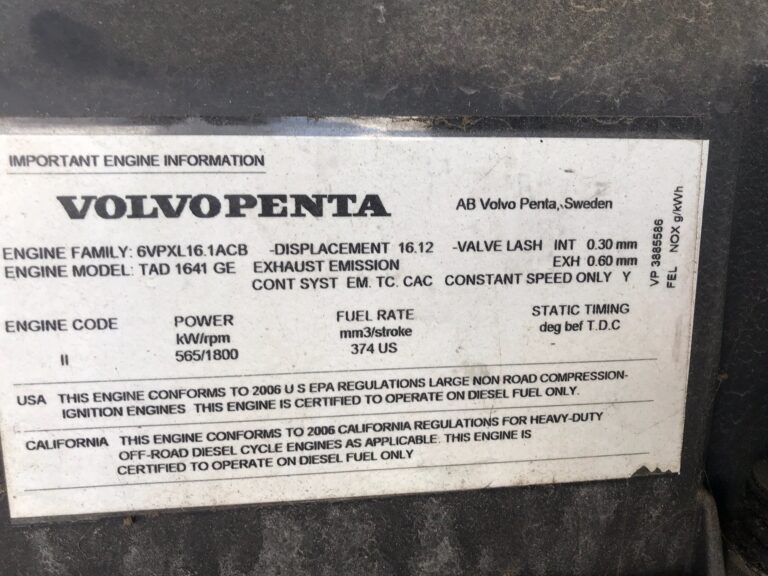 IMPORTANT ENGINE INFORMATION
VOLVO PENTA AB Volvo Penta, Sweden
ENGINE FAMILY: 6VPXL16.1ACB -DISPLACEMENT 16.12 -VALVE LASH INT 0.30 mm
ENGINE MODEL: TAD 1641 GE EXHAUST EMISSION EXH 0.60 mm
CONT SYST EM. TC. CAC CONSTANT SPEED ONLY Y
ENGINE CODE POWER FUEL RATE STATIC TIMING
kW/rpm mm3/stroke deg bef T.D.C
II 565/1800 374 US
USA THIS ENGINE CONFORMS TO 2006 U S EPA REGULATIONS LARGE NON ROAD COMPRESSION-
IGNITION ENGINES THIS ENGINE IS CERTIFIED TO OPERATE ON DIESEL FUEL ONLY.
CALIFORNIA THIS ENGINE CONFORMS TO 2006 CALIFORNIA REGULATIONS FOR HEAVY-DUTY
OFF-ROAD DIESEL CYCLE ENGINES AS APPLICABLE. THIS ENGINE IS
CERTIFIED TO OPERATE ON DIESEL FUEL ONLY
VP 3885586
FEL NOX g/kWh